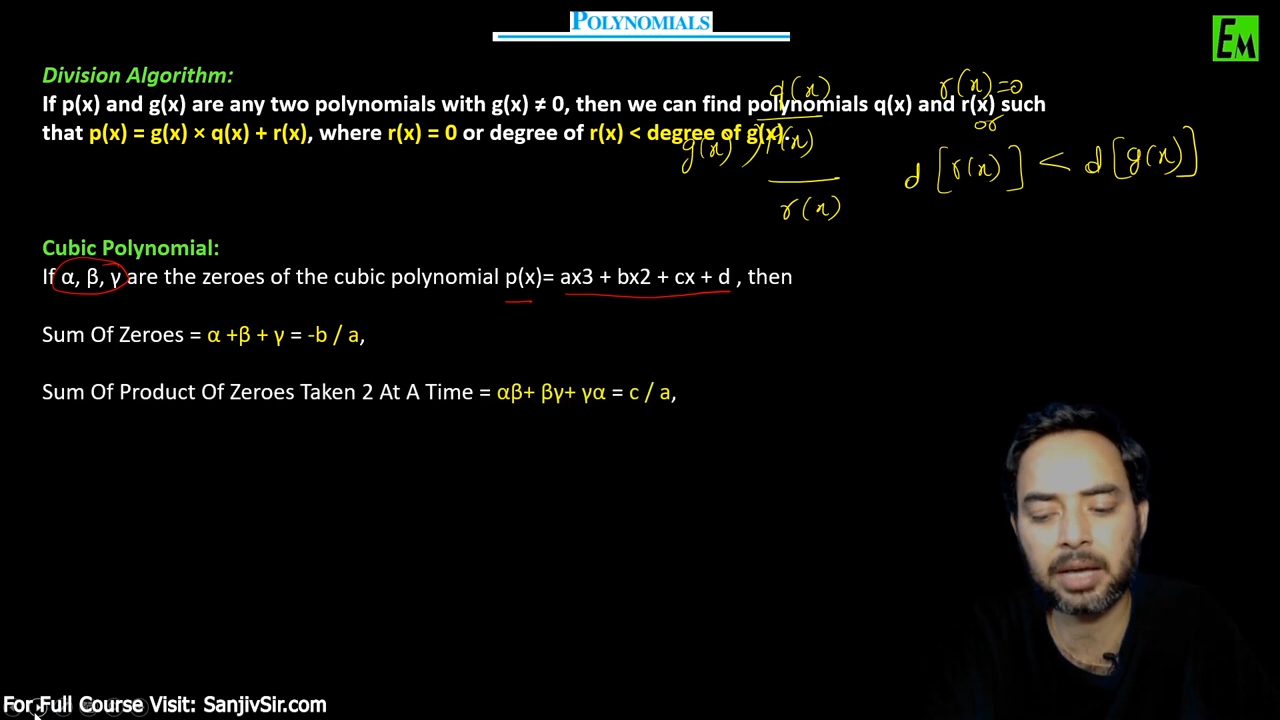 POLYNOMIALS
EM
Division Algorithm:
If p(x) and g(x) are any two polynomials with g(x) ≠ 0, then we can find polynomials q(x) and r(x) such
that p(x) = g(x) × q(x) + r(x), where r(x) = 0 or degree of r(x) < degree of g(x).
q(x)
g(x) ) p(x)
r(x)
r(x)=0
or
d[r(x)] < d[g(x)]
Cubic Polynomial:
If α, β, γ are the zeroes of the cubic polynomial p(x)= ax3 + bx2 + cx + d , then
Sum Of Zeroes = α +β + γ = -b / a,
Sum Of Product Of Zeroes Taken 2 At A Time = αβ+ βγ+ γα = c / a,
For Full Course Visit: SanjivSir.com